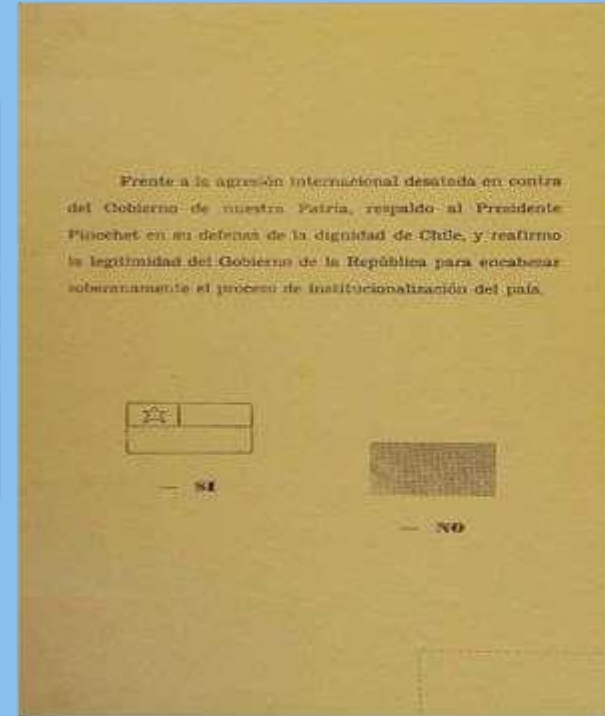 Frente a la agresión internacional desatada en contra
del Gobierno de nuestra Patria, respaldo al Presidente
Pinochet en su defensa de la dignidad de Chile, y reafirmo
la legitimidad del Gobierno de la República para encabezar
soberanamente el proceso de institucionalización del país.
— SI
— NO